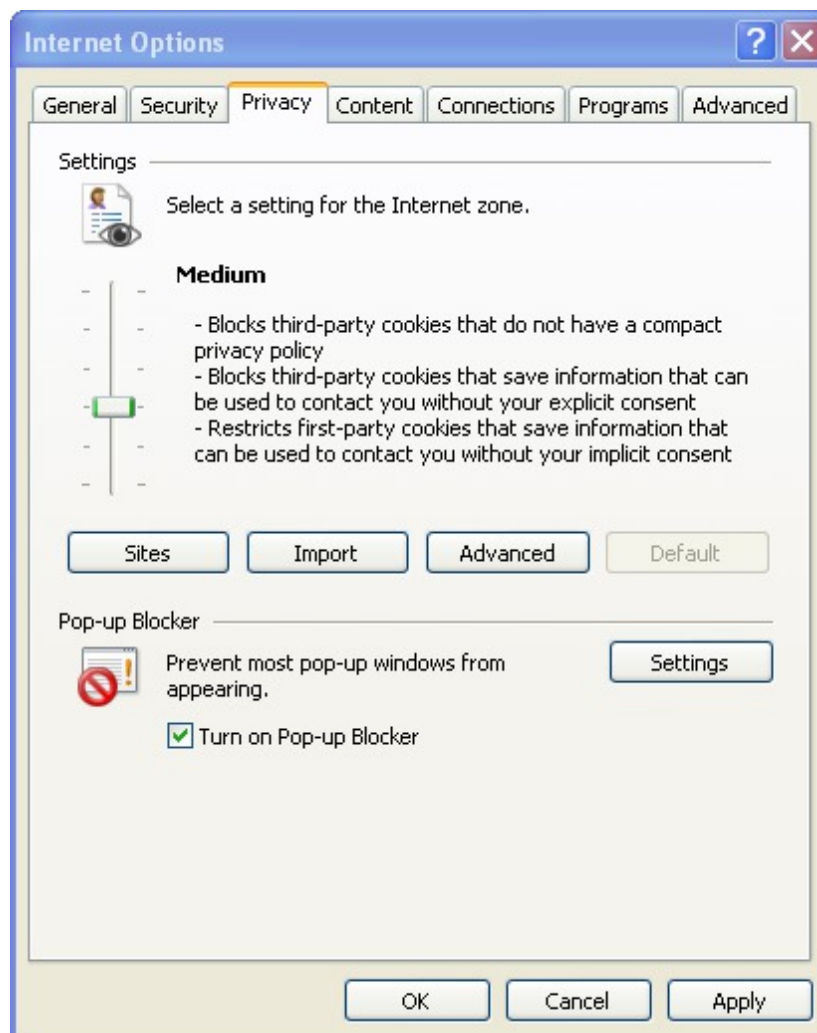 Internet Options
General Security Privacy Content Connections Programs Advanced
Settings
Select a setting for the Internet zone.
Medium
- Blocks third-party cookies that do not have a compact
privacy policy
- Blocks third-party cookies that save information that can
be used to contact you without your explicit consent
- Restricts first-party cookies that save information that
can be used to contact you without your implicit consent
Sites Import Advanced Default
Pop-up Blocker
Prevent most pop-up windows from
appearing.
Settings
Turn on Pop-up Blocker
OK Cancel Apply